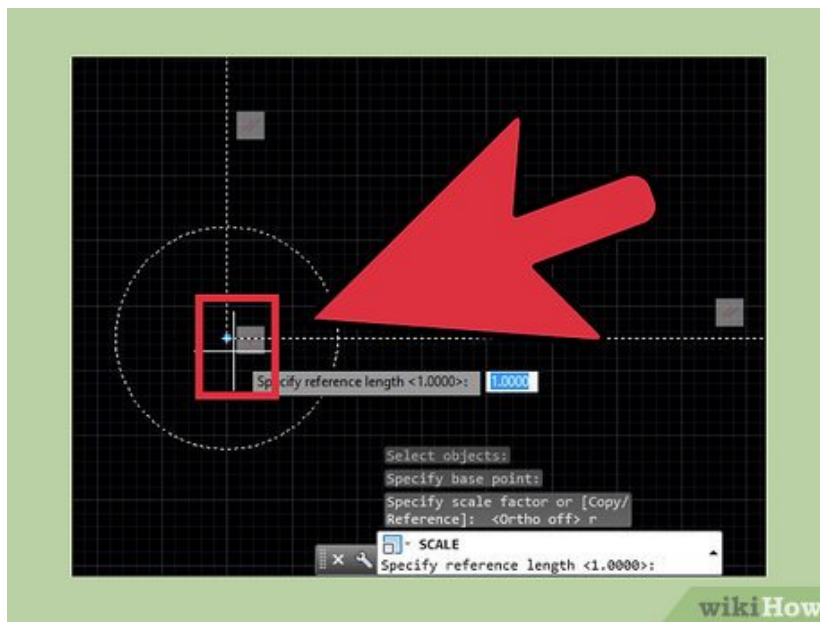 Specify reference length <1.0000>: 1.0000
Select objects:
Specify base point:
Specify scale factor or [Copy/
Reference]: <Ortho off> r
SCALE
Specify reference length <1.0000>:
wikiHow